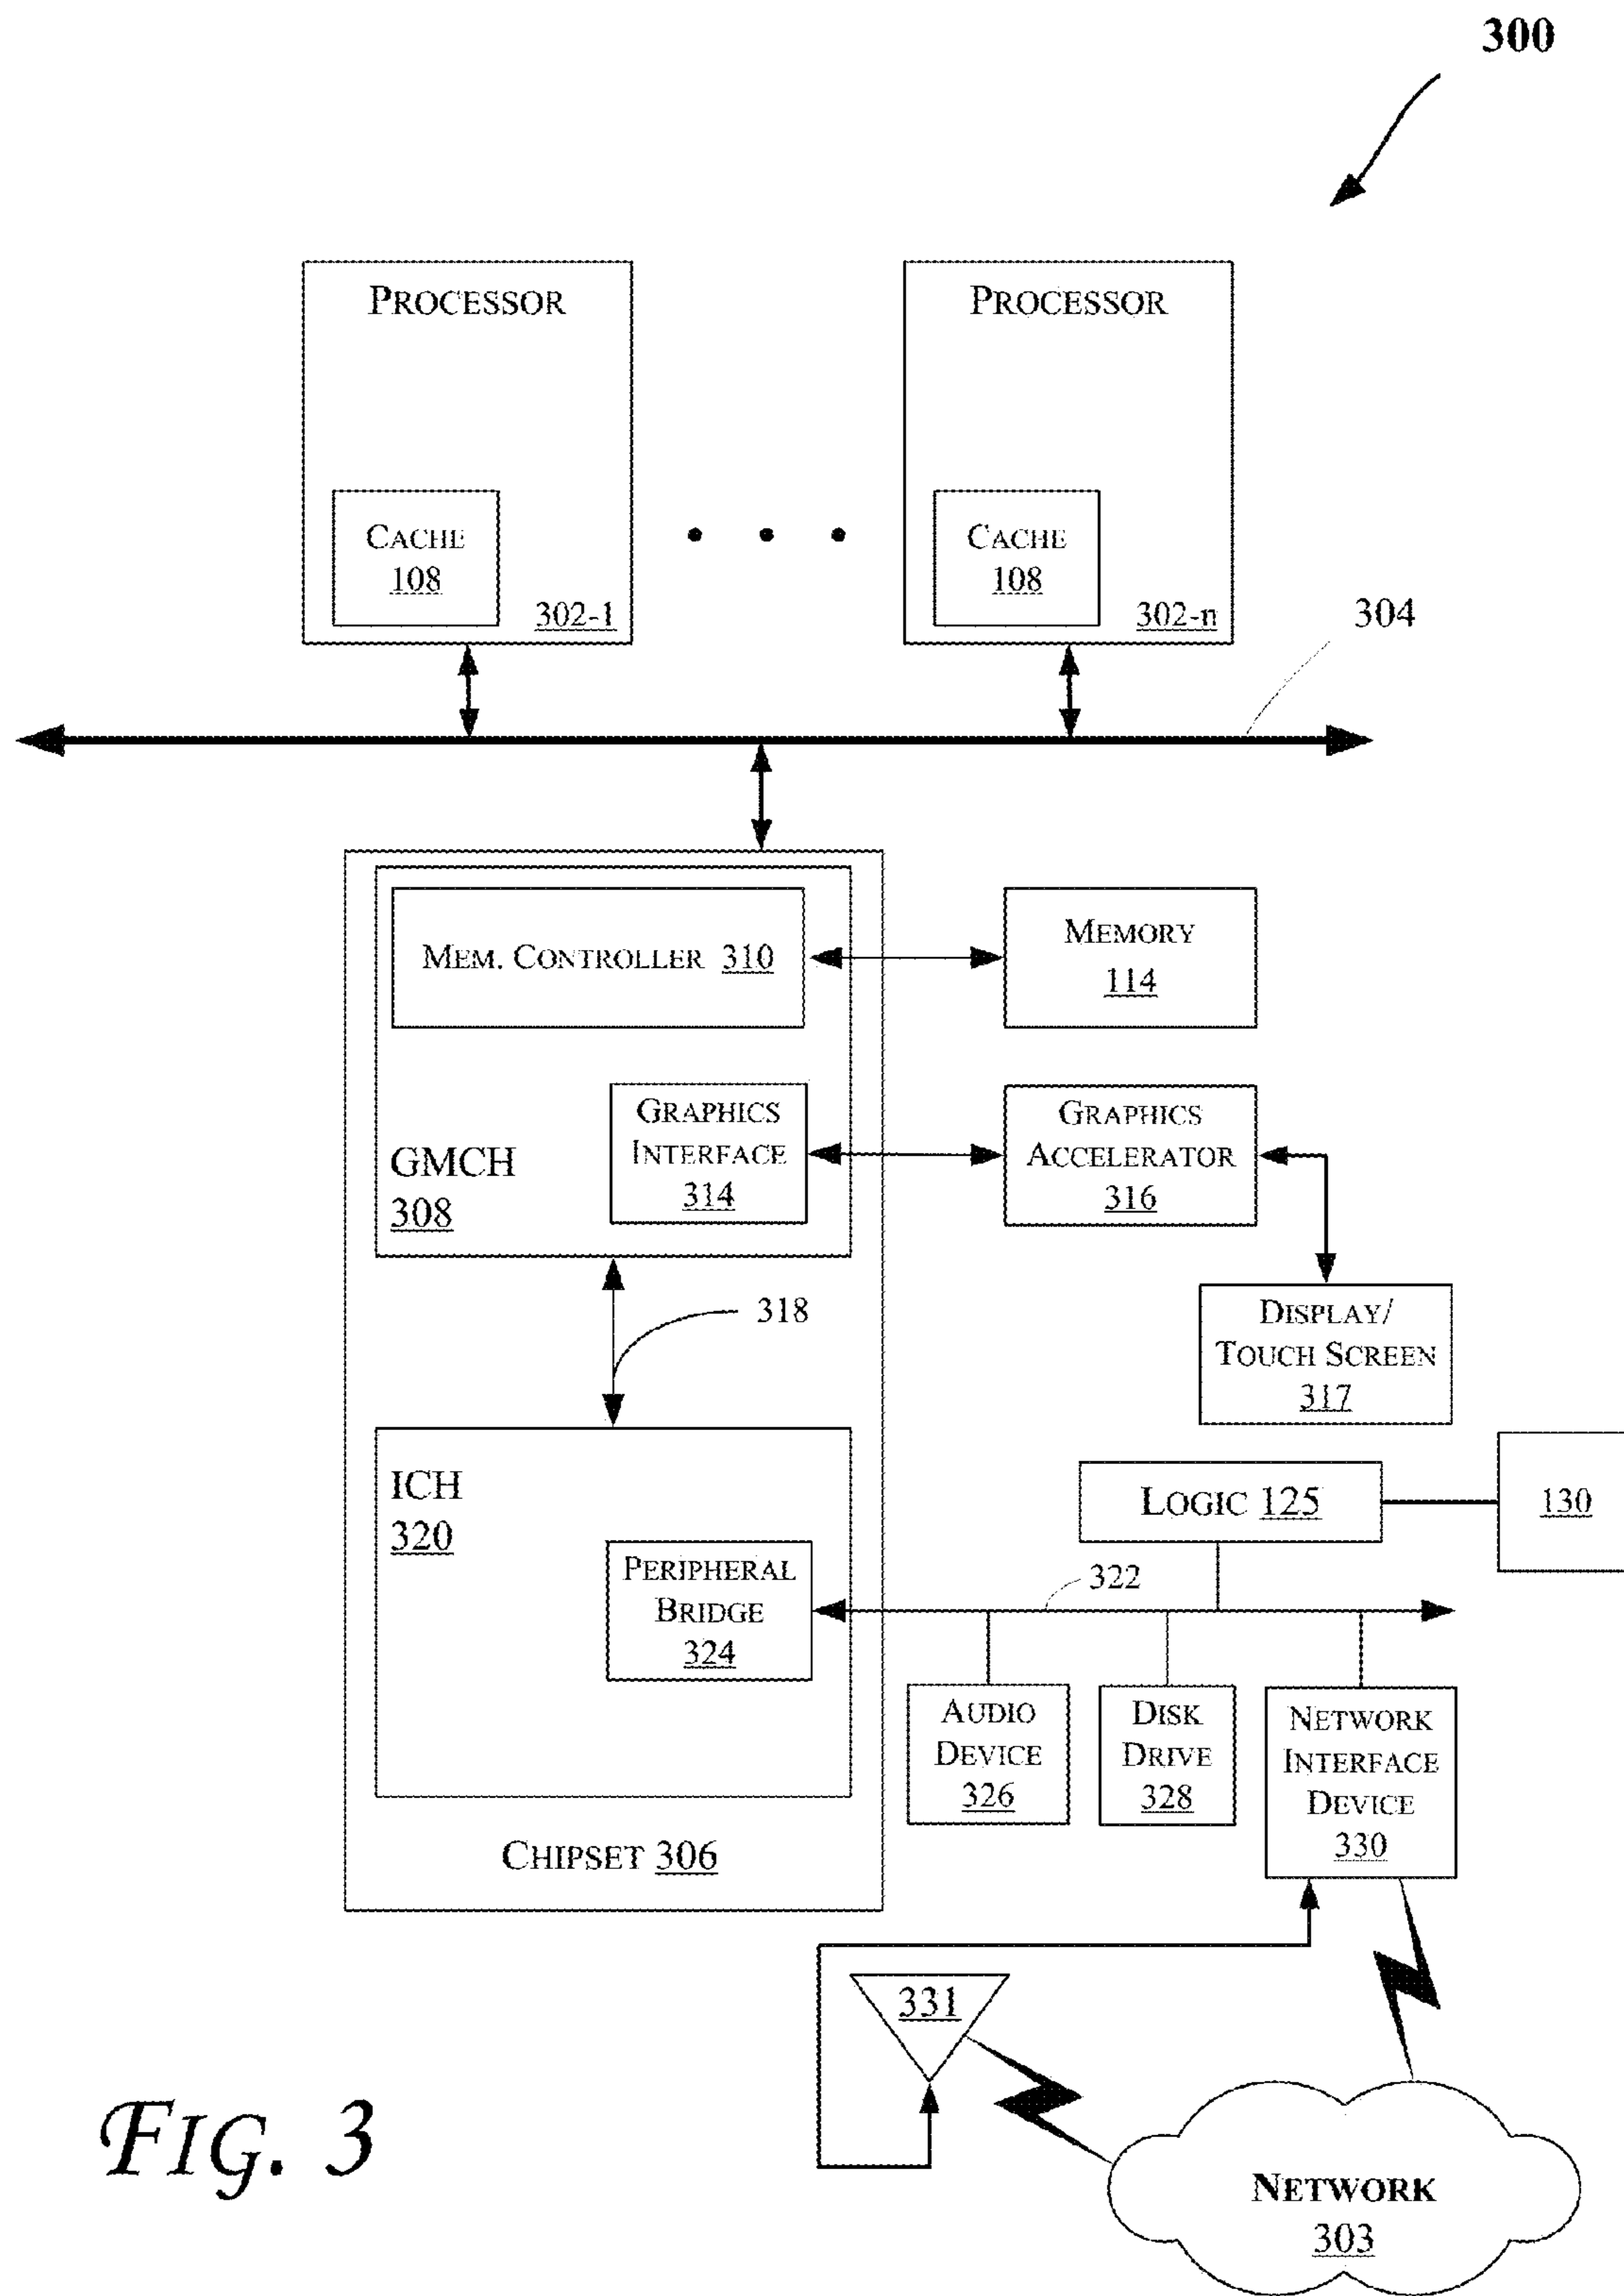 300
PROCESSOR
CACHE
108
302-1
PROCESSOR
CACHE
108
302-n
304
MEM. CONTROLLER 310
MEMORY
114
GRAPHICS
INTERFACE
314
GMCH
308
GRAPHICS
ACCELERATOR
316
318
DISPLAY/
TOUCH SCREEN
317
ICH
320
LOGIC 125
130
PERIPHERAL
BRIDGE
324
322
AUDIO
DEVICE
326
DISK
DRIVE
328
NETWORK
INTERFACE
DEVICE
330
CHIPSET 306
331
NETWORK
303
FIG. 3